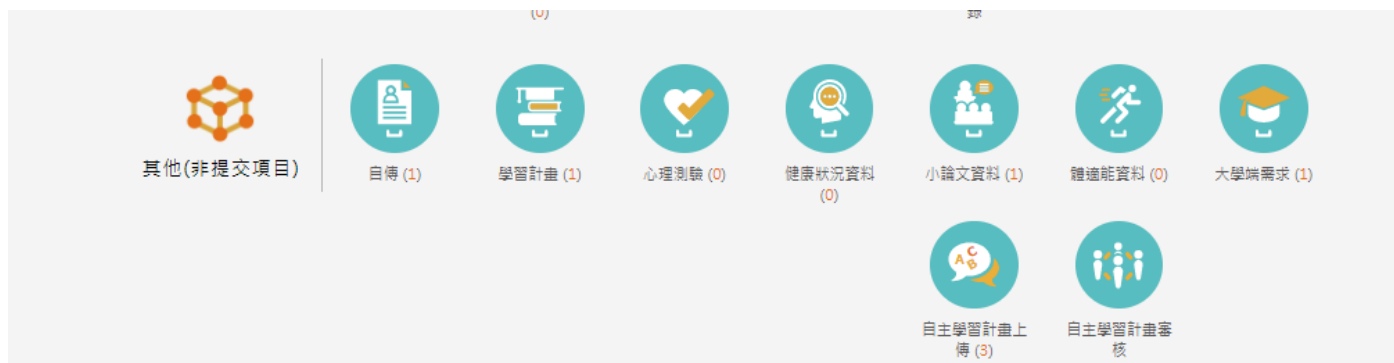 (0)
錄
其他(非提交項目)
自傳 (1)
學習計畫 (1)
心理測驗 (0)
健康狀況資料
(0)
小論文資料 (1)
體適能資料 (0)
大學端需求 (1)
A C B
自主學習計畫上
傳 (3)
自主學習計畫審
核